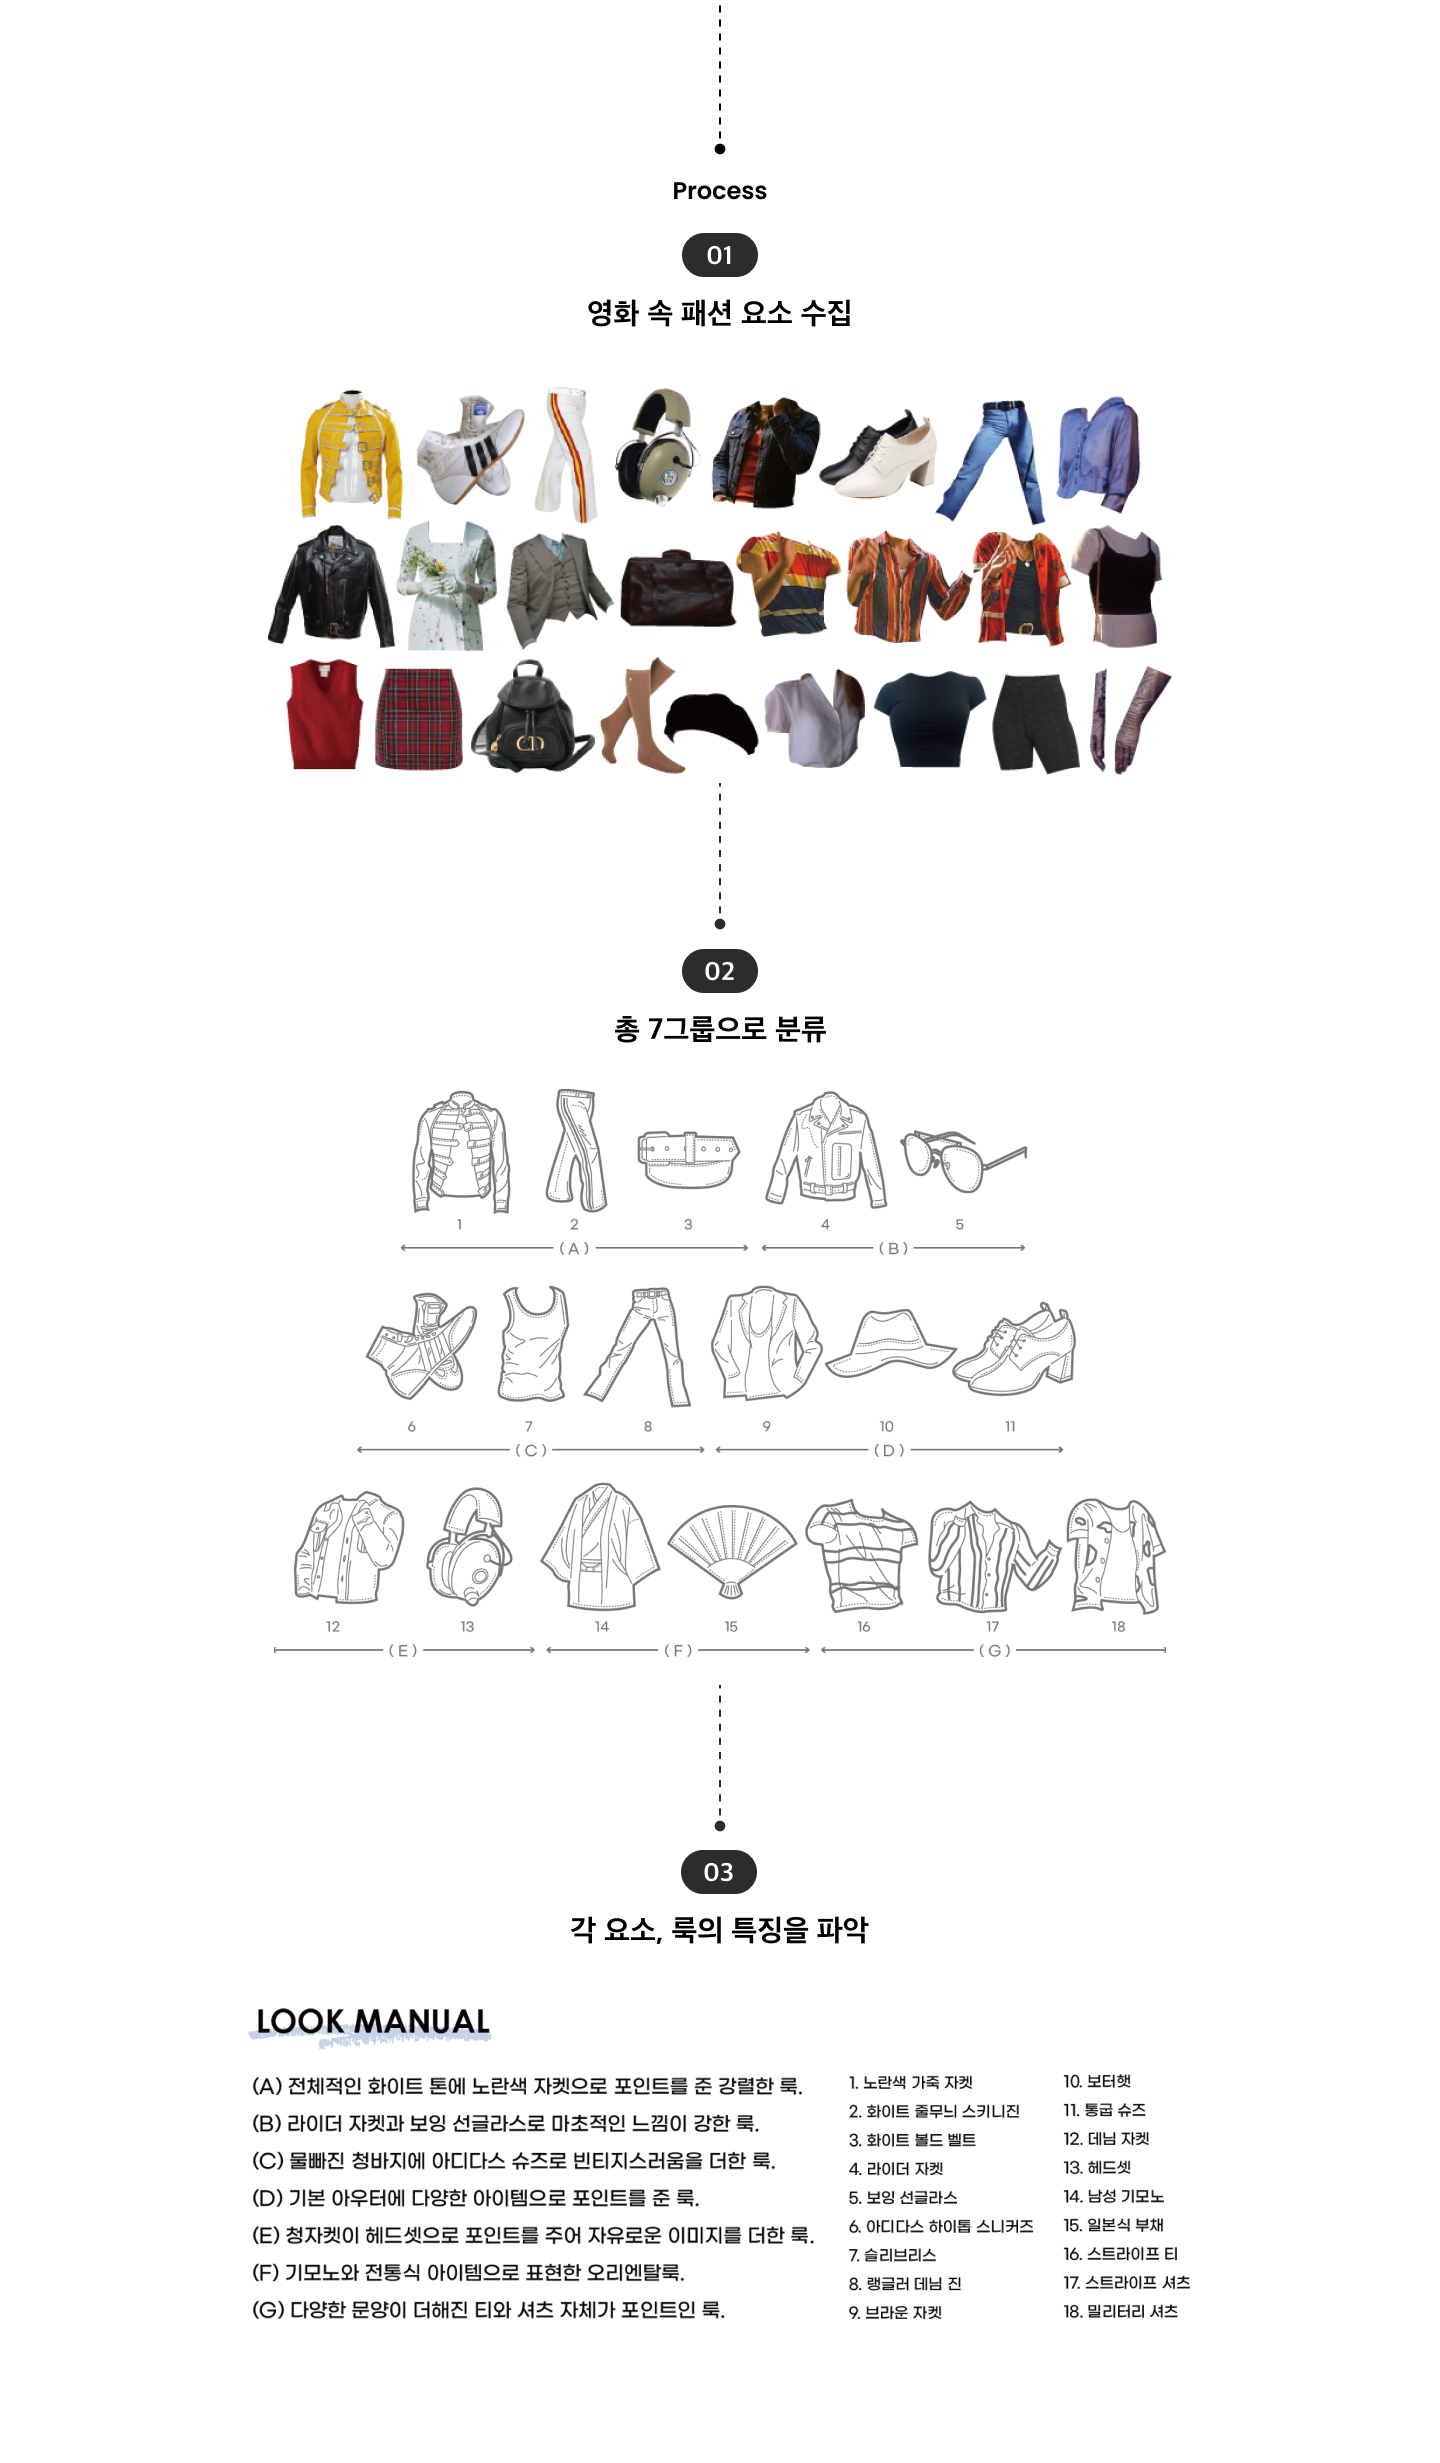 Process
01
영화 속 패션 요소 수집
02
총 7그룹으로 분류
1 2 3 4 5
(A) (B)
6 7 8 9 10 11
(C) (D)
12 13 14 15 16 17 18
(E) (F) (G)
03
각 요소, 룩의 특징을 파악
LOOK MANUAL
(A) 전체적인 화이트 톤에 노란색 자켓으로 포인트를 준 강렬한 룩.
(B) 라이더 자켓과 보잉 선글라스로 마초적인 느낌이 강한 룩.
(C) 물빠진 청바지에 아디다스 슈즈로 빈티지스러움을 더한 룩.
(D) 기본 아우터에 다양한 아이템으로 포인트를 준 룩.
(E) 청자켓이 헤드셋으로 포인트를 주어 자유로운 이미지를 더한 룩.
(F) 기모노와 전통식 아이템으로 표현한 오리엔탈룩.
(G) 다양한 문양이 더해진 티와 셔츠 자체가 포인트인 룩.
1. 노란색 가죽 자켓
2. 화이트 줄무늬 스키니진
3. 화이트 볼드 벨트
4. 라이더 자켓
5. 보잉 선글라스
6. 아디다스 하이톱 스니커즈
7. 슬리브리스
8. 랭글러 데님 진
9. 브라운 자켓
10. 보터햇
11. 통굽 슈즈
12. 데님 자켓
13. 헤드셋
14. 남성 기모노
15. 일본식 부채
16. 스트라이프 티
17. 스트라이프 셔츠
18. 밀리터리 셔츠